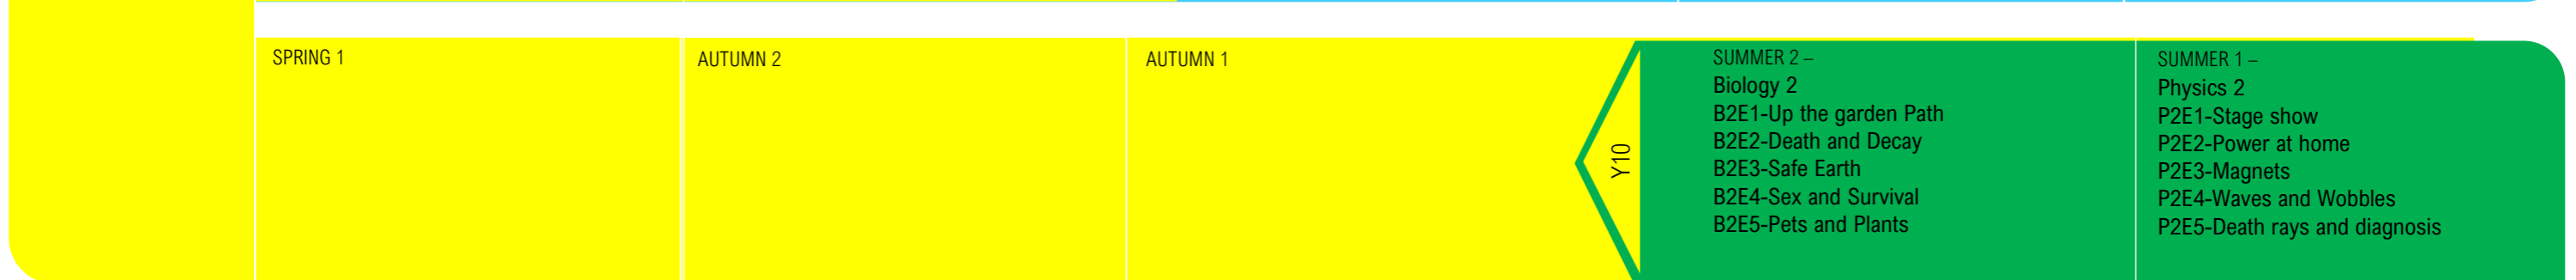 SPRING 1
AUTUMN 2
AUTUMN 1
Y10
SUMMER 2 –
Biology 2
B2E1-Up the garden Path
B2E2-Death and Decay
B2E3-Safe Earth
B2E4-Sex and Survival
B2E5-Pets and Plants
SUMMER 1 –
Physics 2
P2E1-Stage show
P2E2-Power at home
P2E3-Magnets
P2E4-Waves and Wobbles
P2E5-Death rays and diagnosis